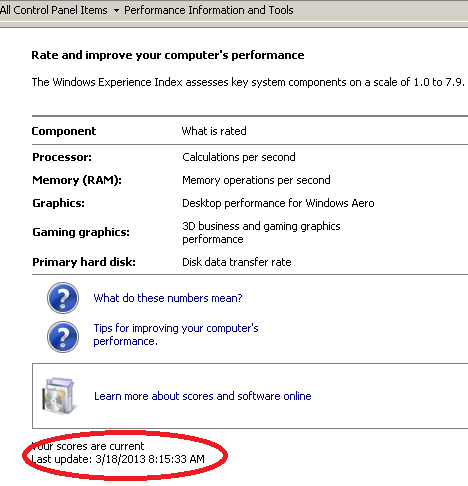 All Control Panel Items ▾ Performance Information and Tools
Rate and improve your computer's performance
The Windows Experience Index assesses key system components on a scale of 1.0 to 7.9.
Component What is rated
Processor: Calculations per second
Memory (RAM): Memory operations per second
Graphics: Desktop performance for Windows Aero
Gaming graphics: 3D business and gaming graphics
performance
Primary hard disk: Disk data transfer rate
What do these numbers mean?
Tips for improving your computer's
performance.
Learn more about scores and software online
Your scores are current
Last update: 3/18/2013 8:15:33 AM